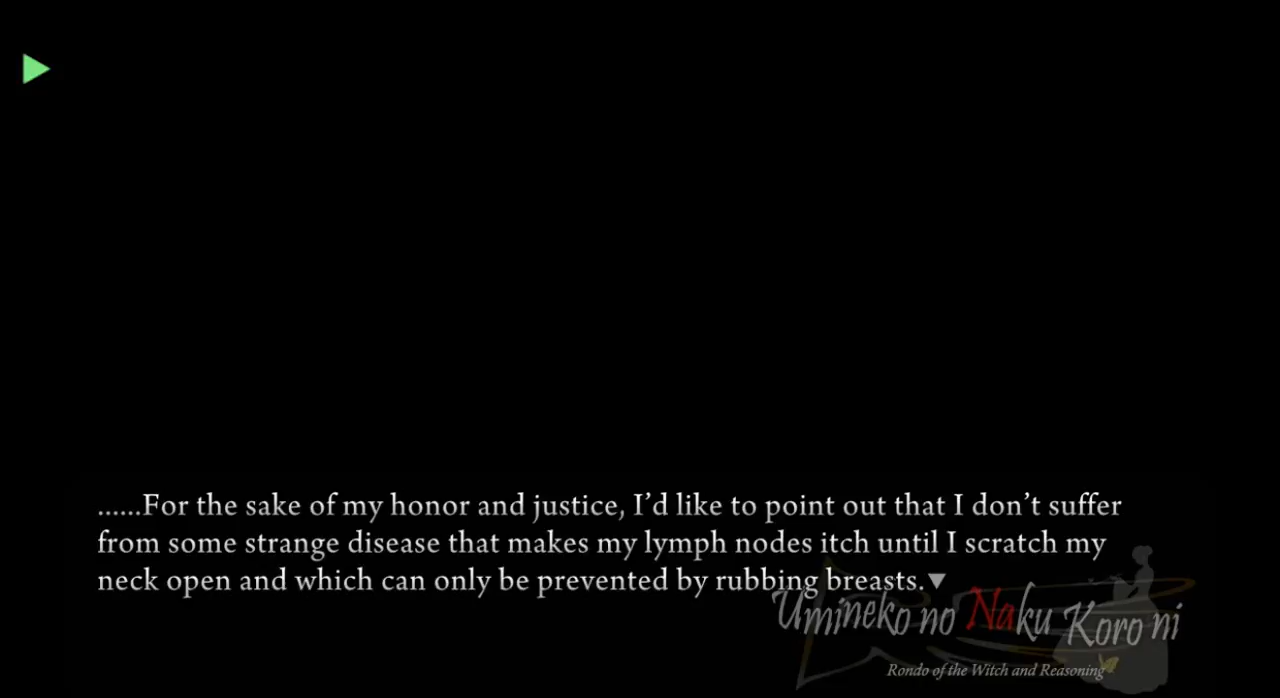 ......For the sake of my honor and justice, I'd like to point out that I don't suffer
from some strange disease that makes my lymph nodes itch until I scratch my
neck open and which can only be prevented by rubbing breasts.▼
Umineko no Naku Koro ni
Rondo of the Witch and Reasoning